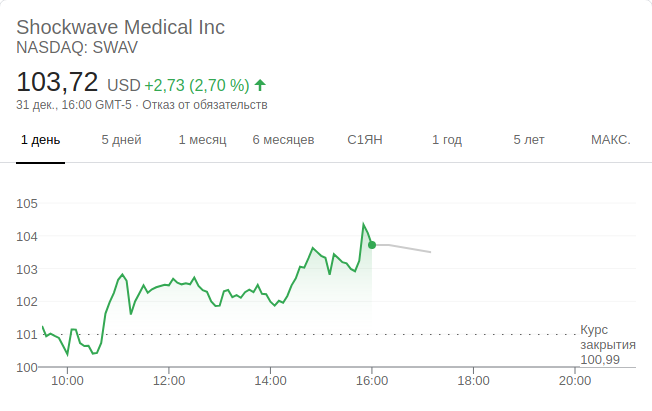 Shockwave Medical Inc
NASDAQ: SWAV
103,72 USD +2,73 (2,70 %)
31 дек., 16:00 GMT-5 · Отказ от обязательств
1 день 5 дней 1 месяц 6 месяцев С1ЯН 1 год 5 лет МАКС.
105
104
103
102
101
100
Курс
закрытия
100,99
10:00 12:00 14:00 16:00 18:00 20:00